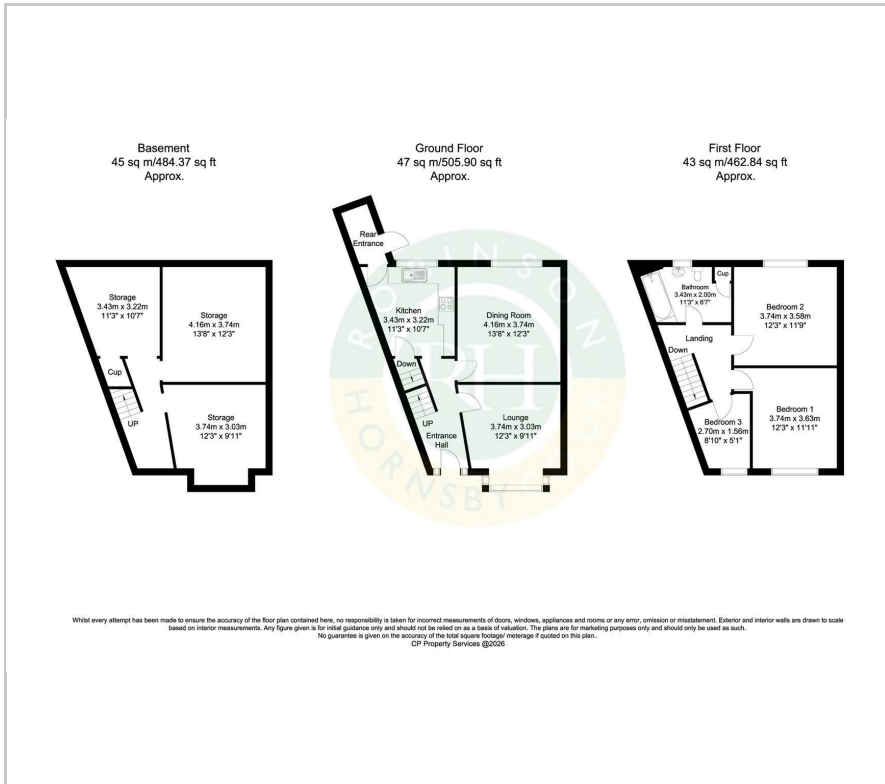 Basement
45 sq m/484.37 sq ft
Approx.
Storage
3.43m x 3.22m
11'3" x 10'7"
Storage
4.16m x 3.74m
13'8" x 12'3"
Cup
UP
Storage
3.74m x 3.03m
12'3" x 9'11"
Ground Floor
47 sq m/505.90 sq ft
Approx.
Rear
Entrance
Kitchen
3.43m x 3.22m
11'3" x 10'7"
Dining Room
4.16m x 3.74m
13'8" x 12'3"
Down
UP
Lounge
3.74m x 3.03m
12'3" x 9'11"
Entrance
Hall
ROBINSON
RH
HORNSBY
UK
First Floor
43 sq m/462.84 sq ft
Approx.
Cup
Bathroom
3.43m x 2.00m
11'3" x 6'7"
Bedroom 2
3.74m x 3.58m
12'3" x 11'9"
Landing
Down
Bedroom 1
3.74m x 3.63m
12'3" x 11'11"
Bedroom 3
2.70m x 1.56m
8'10" x 5'1"
Whilst every attempt has been made to ensure the accuracy of the floor plan contained here, no responsibility is taken for incorrect measurements of doors, windows, appliances and rooms or any error, omission or misstatement. Exterior and interior walls are drawn to scale
based on interior measurements. Any figure given is for initial guidance only and should not be relied on as a basis of valuation. The plans are for marketing purposes only and should only be used as such.
No guarantee is given on the accuracy of the total square footage/ meterage if quoted on this plan..
CP Property Services @2026